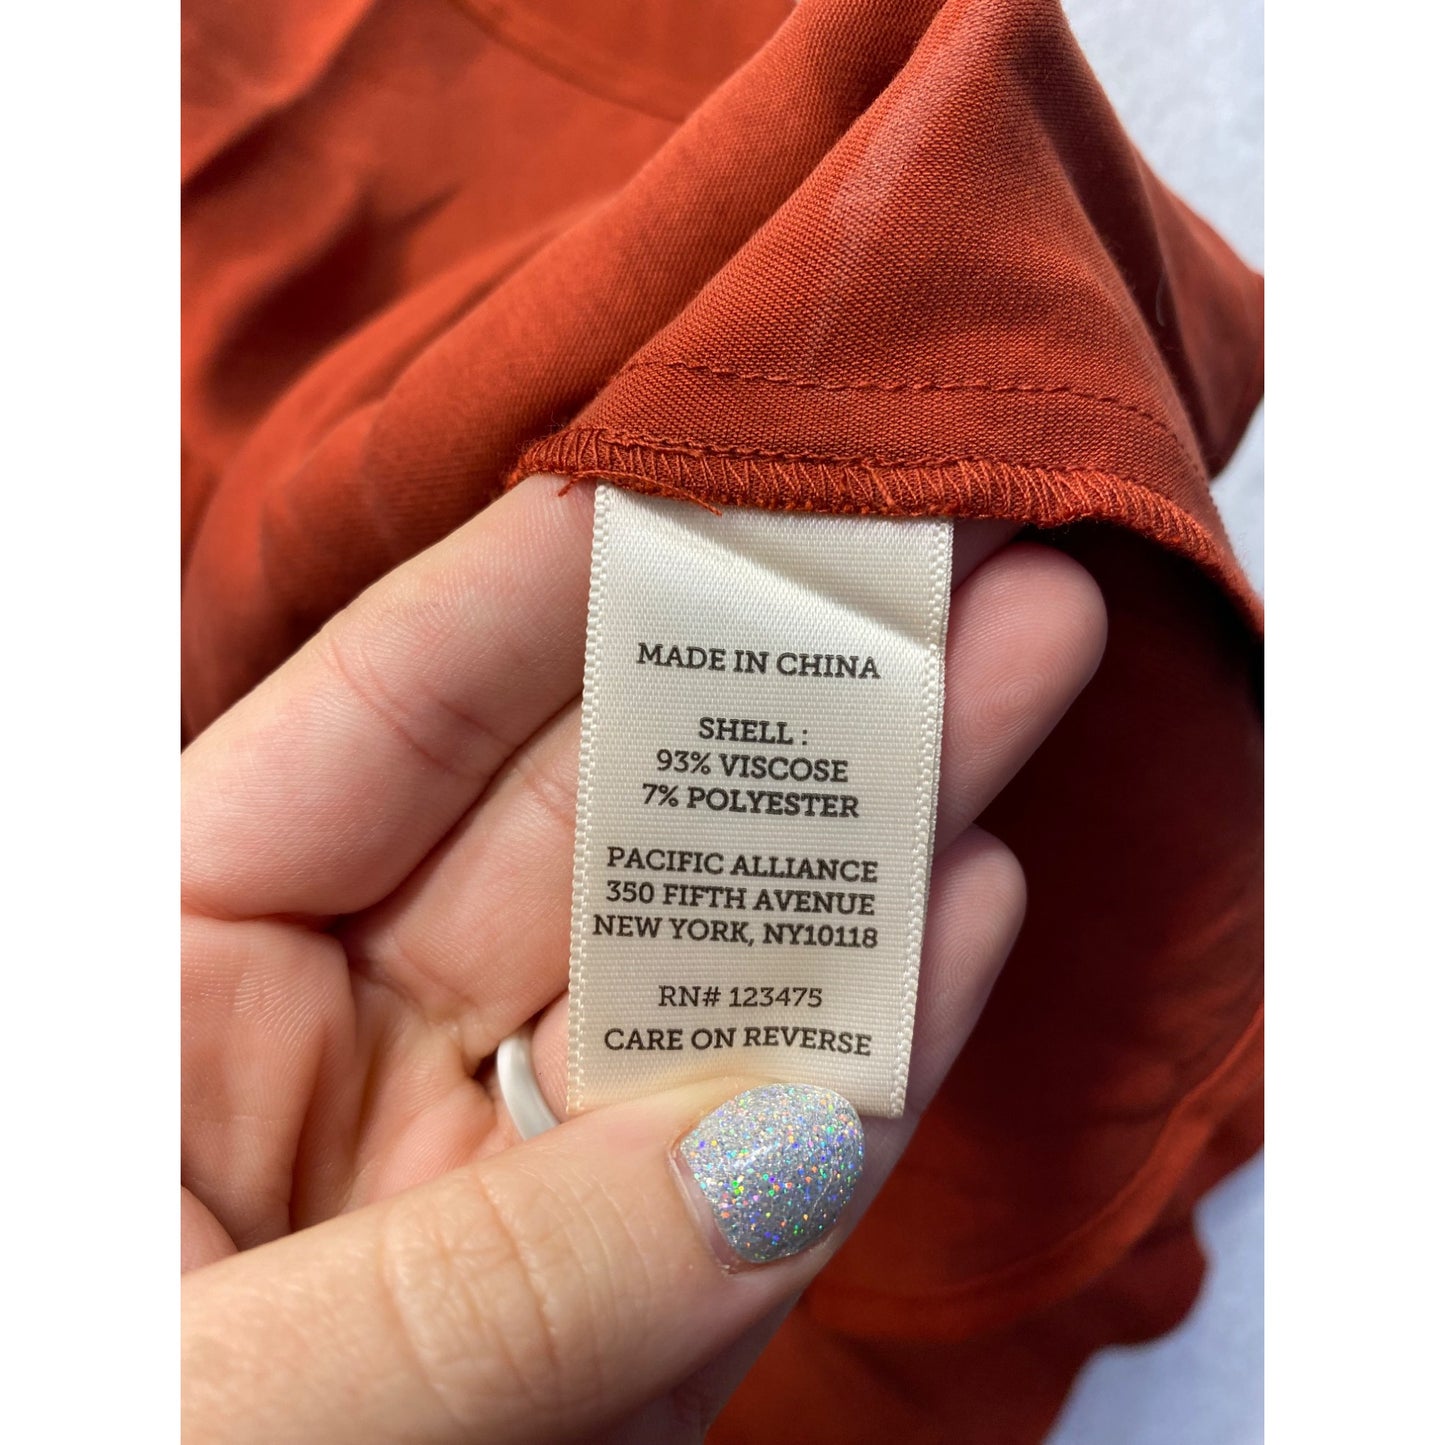 MADE IN CHINA
SHELL :
93% VISCOSE
7% POLYESTER
PACIFIC ALLIANCE
350 FIFTH AVENUE
NEW YORK, NY10118
RN# 123475
CARE ON REVERSE